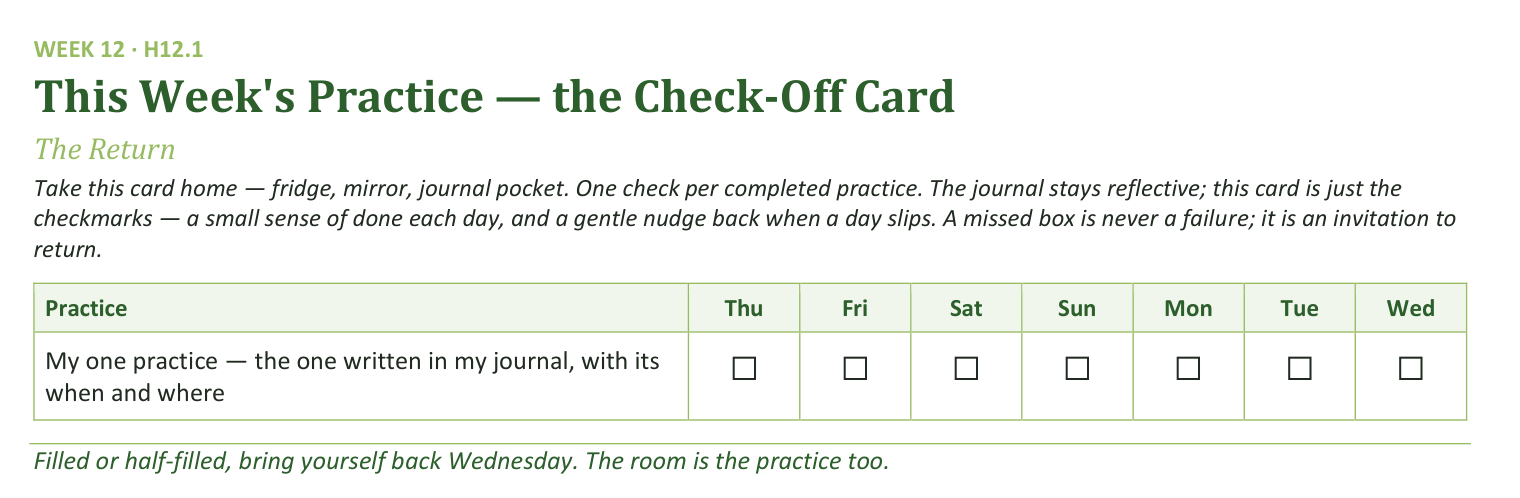 WEEK 12 · H12.1
This Week's Practice — the Check-Off Card
The Return
Take this card home — fridge, mirror, journal pocket. One check per completed practice. The journal stays reflective; this card is just the
checkmarks — a small sense of done each day, and a gentle nudge back when a day slips. A missed box is never a failure; it is an invitation to
return.
Practice Thu Fri Sat Sun Mon Tue Wed
My one practice — the one written in my journal, with its
when and where ☐ ☐ ☐ ☐ ☐ ☐ ☐
Filled or half-filled, bring yourself back Wednesday. The room is the practice too.